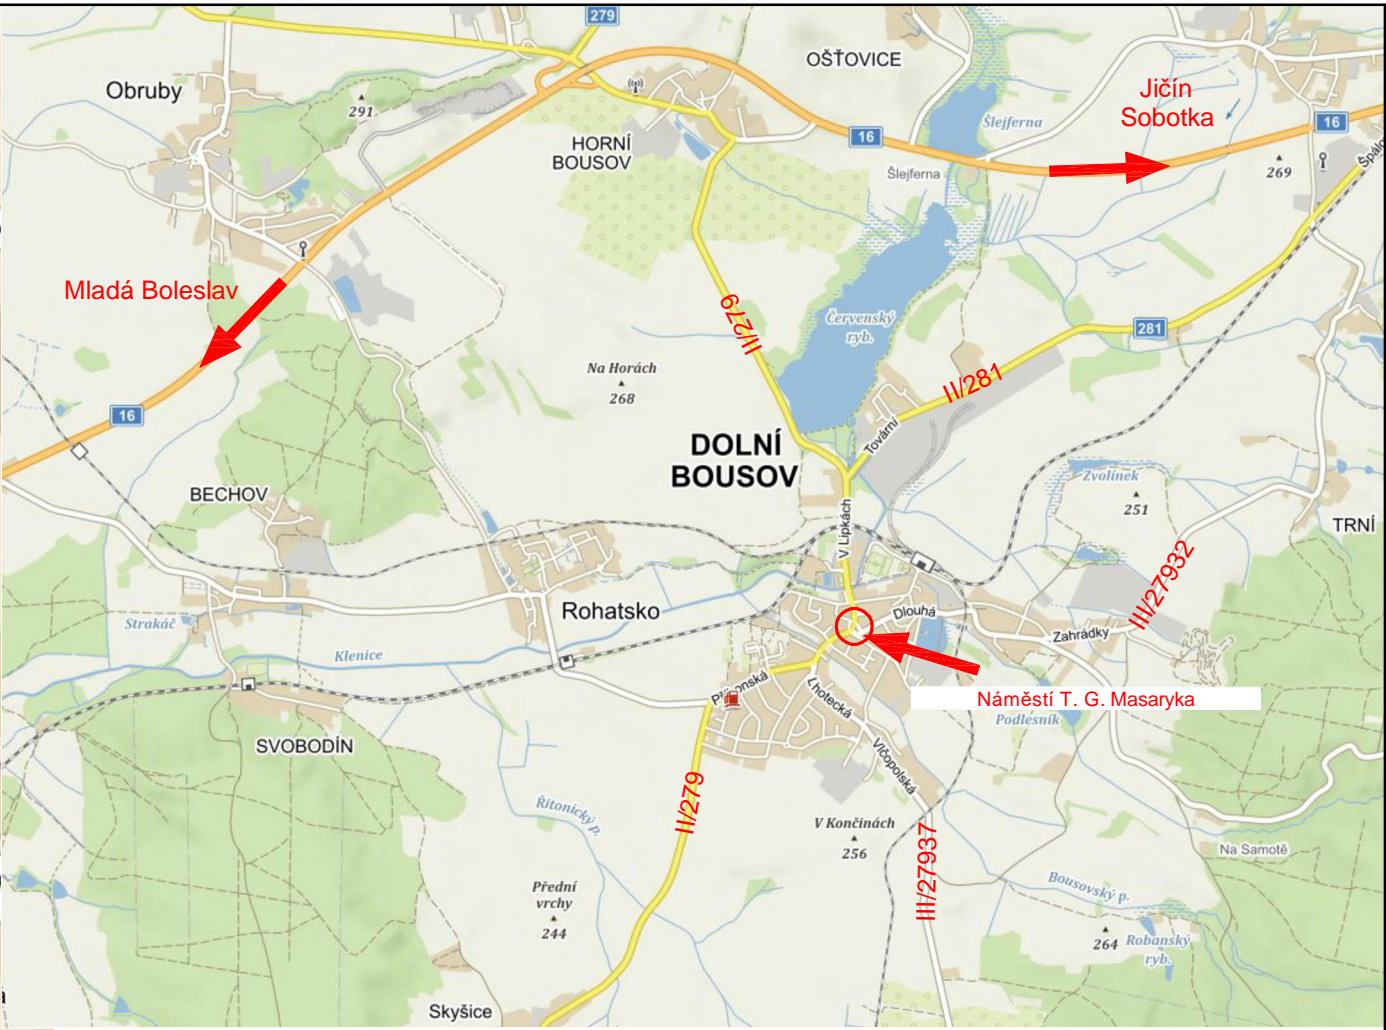 279
OŠŤOVICE
Obruby
291
Jičín
Sobotka
Šlejferna
16
16
HORNÍ
BOUSOV
Šlejferna
269
Mladá Boleslav
II/279
Červenský
ryb.
281
Na Horách
268
II/281
16
DOLNÍ
BOUSOV
Tovární
BECHOV
Zvolínek
251
V Lipkách
TRNÍ
III/27932
Rohatsko
Dlouhá
Strakáč
Zahrádky
Klenice
Náměstí T. G. Masaryka
Lhotecká
Podlesník
SVOBODÍN
Vlčopolská
II/279
Řitonický p.
V Končinách
256
III/27937
Na Samotě
Přední
vrchy
244
Bousovský p.
264
Robanský
ryb.
Skyšice